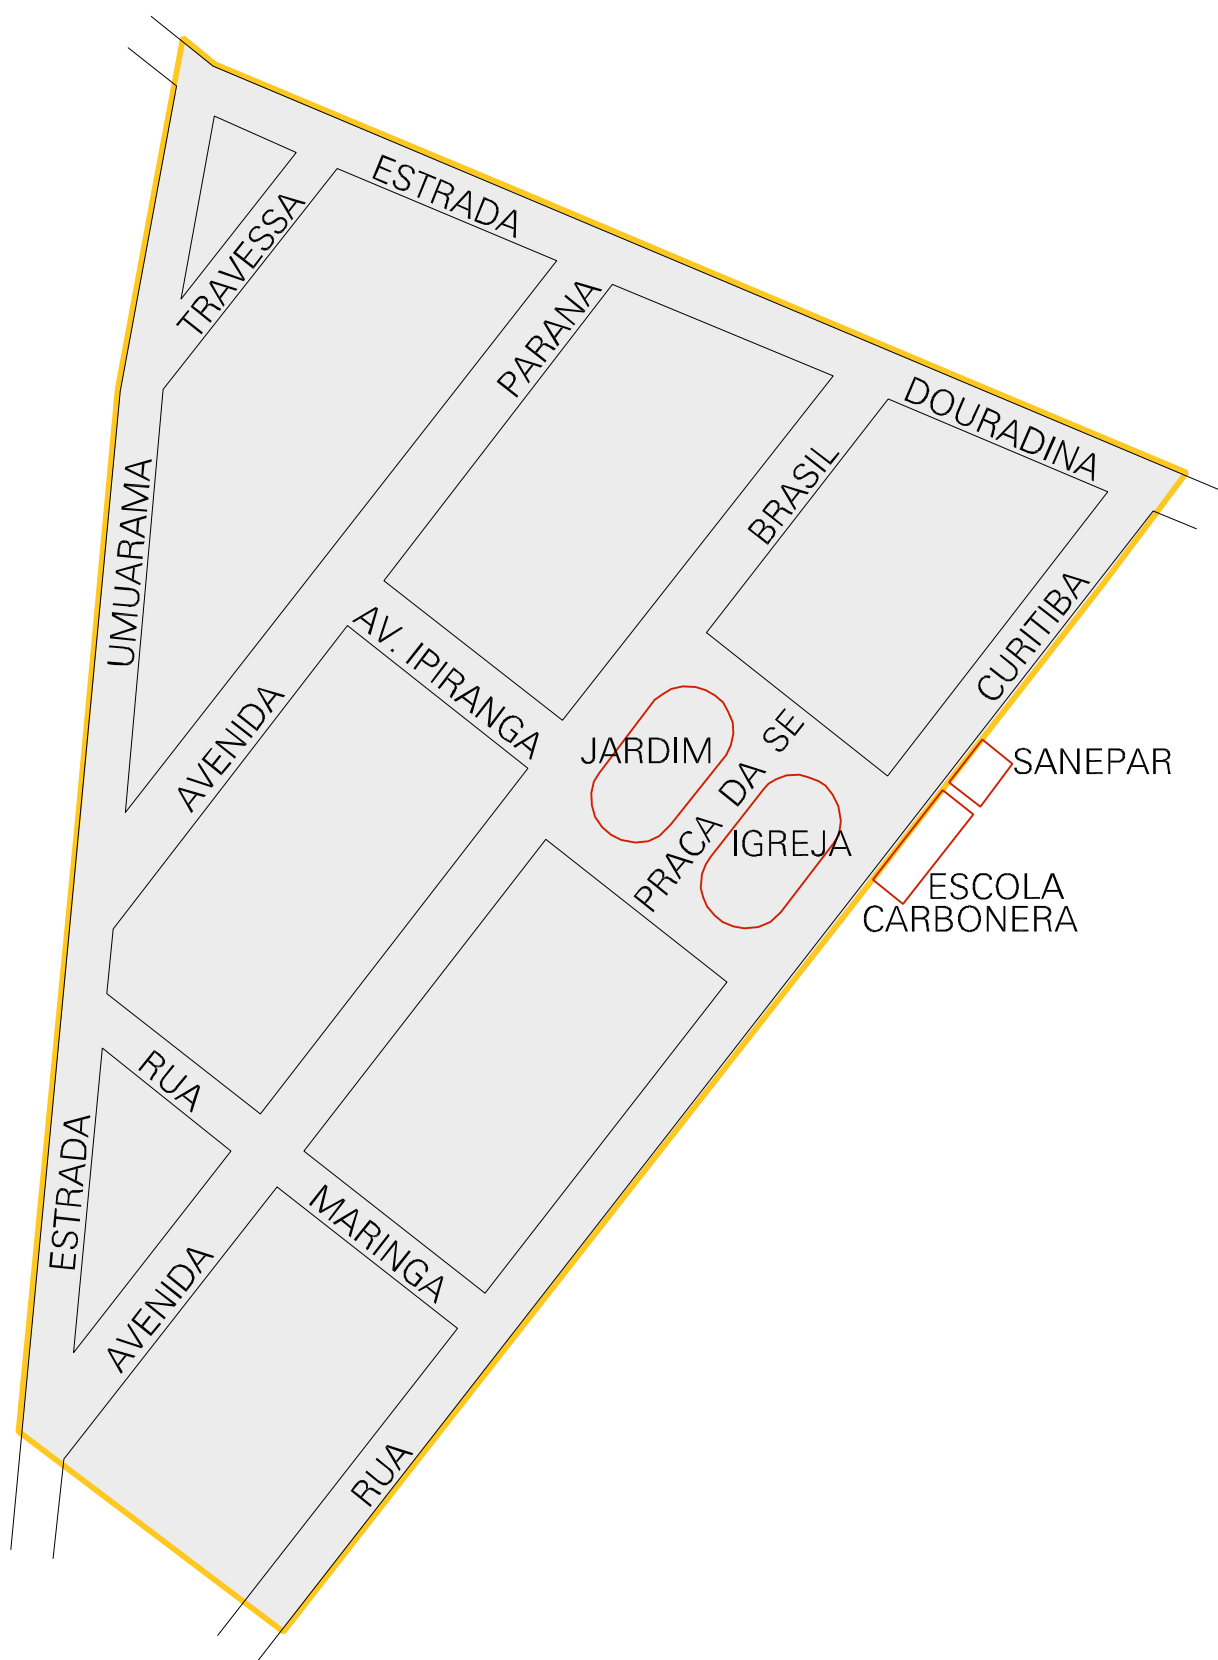 ESTRADA
TRAVESSA
PARANA
DOURADINA
BRASIL
UMUARAMA
CURITIBA
AV. IPIRANGA
AVENIDA
JARDIM
PRACA DA SE
SANEPAR
IGREJA
ESCOLA
CARBONERA
RUA
ESTRADA
MARINGA
AVENIDA
RUA